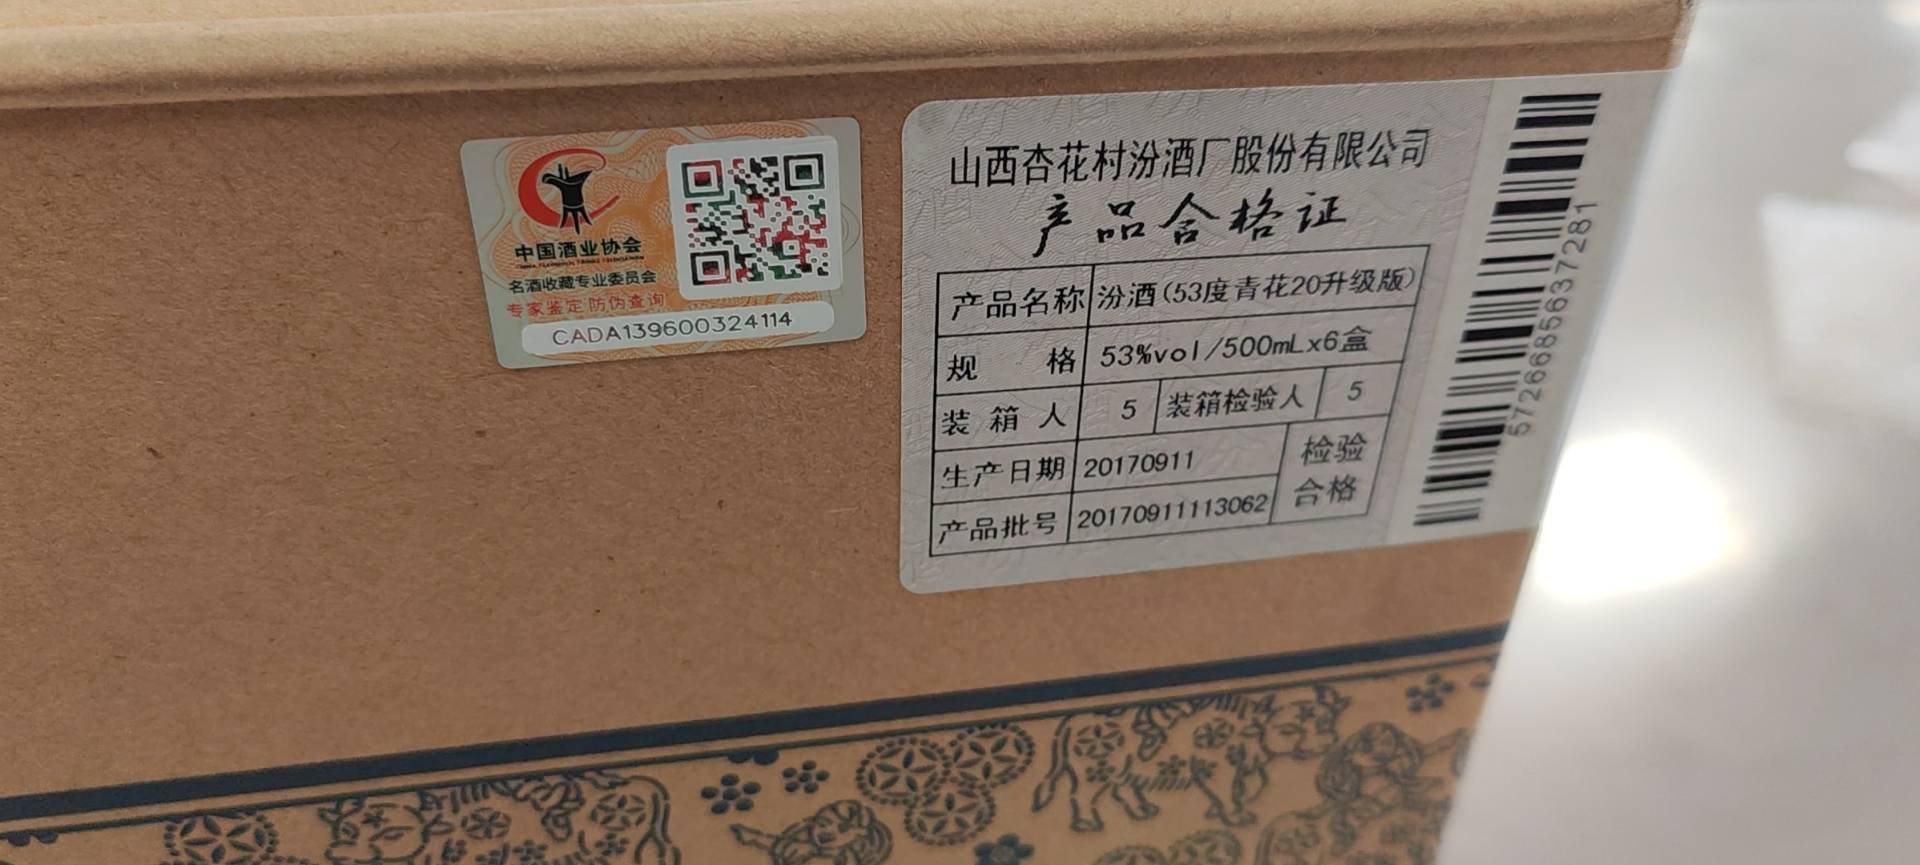 中国酒业协会
名酒收藏专业委员会
专家鉴定 防伪查询
CADA139600324114
山西杏花村汾酒厂股份有限公司
产品合格证
产品名称 汾酒(53度青花20升级版)
规 格 53%vol/500mLx6盒
装箱人 5 装箱检验人 5
生产日期 20170911 检验
产品批号 20170911113062 合格
5726685637281